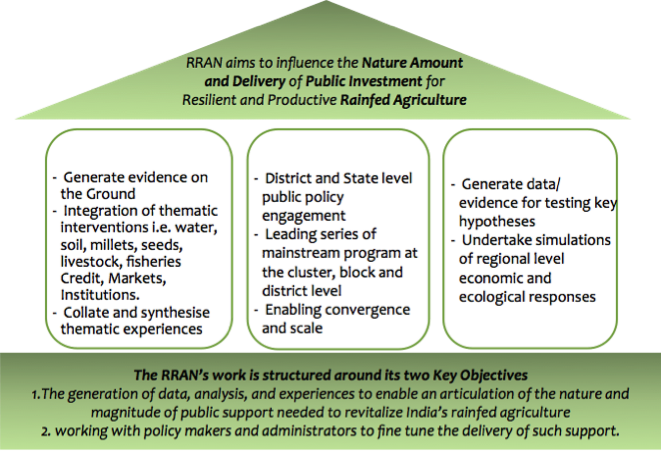 RRAN aims to influence the Nature Amount
and Delivery of Public Investment for
Resilient and Productive Rainfed Agriculture
- Generate evidence on
the Ground
- Integration of thematic
interventions i.e. water,
soil, millets, seeds,
livestock, fisheries
Credit, Markets,
Institutions.
- Collate and synthesise
thematic experiences
- District and State level
public policy
engagement
- Leading series of
mainstream program at
the cluster, block and
district level
- Enabling convergence
and scale
- Generate data/
evidence for testing key
hypotheses
- Undertake simulations
of regional level
economic and
ecological responses
The RRAN's work is structured around its two Key Objectives
1.The generation of data, analysis, and experiences to enable an articulation of the nature and
magnitude of public support needed to revitalize India's rainfed agriculture
2. working with policy makers and administrators to fine tune the delivery of such support.